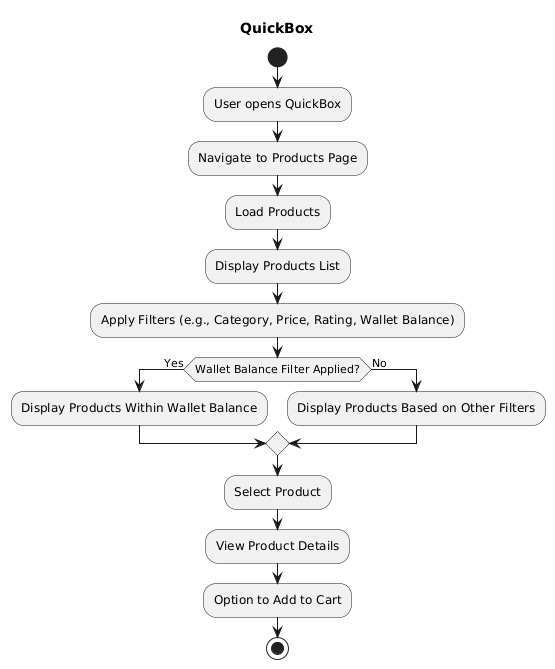 QuickBox
User opens QuickBox
Navigate to Products Page
Load Products
Display Products List
Apply Filters (e.g., Category, Price, Rating, Wallet Balance)
Yes
Wallet Balance Filter Applied?
No
Display Products Within Wallet Balance
Display Products Based on Other Filters
Select Product
View Product Details
Option to Add to Cart